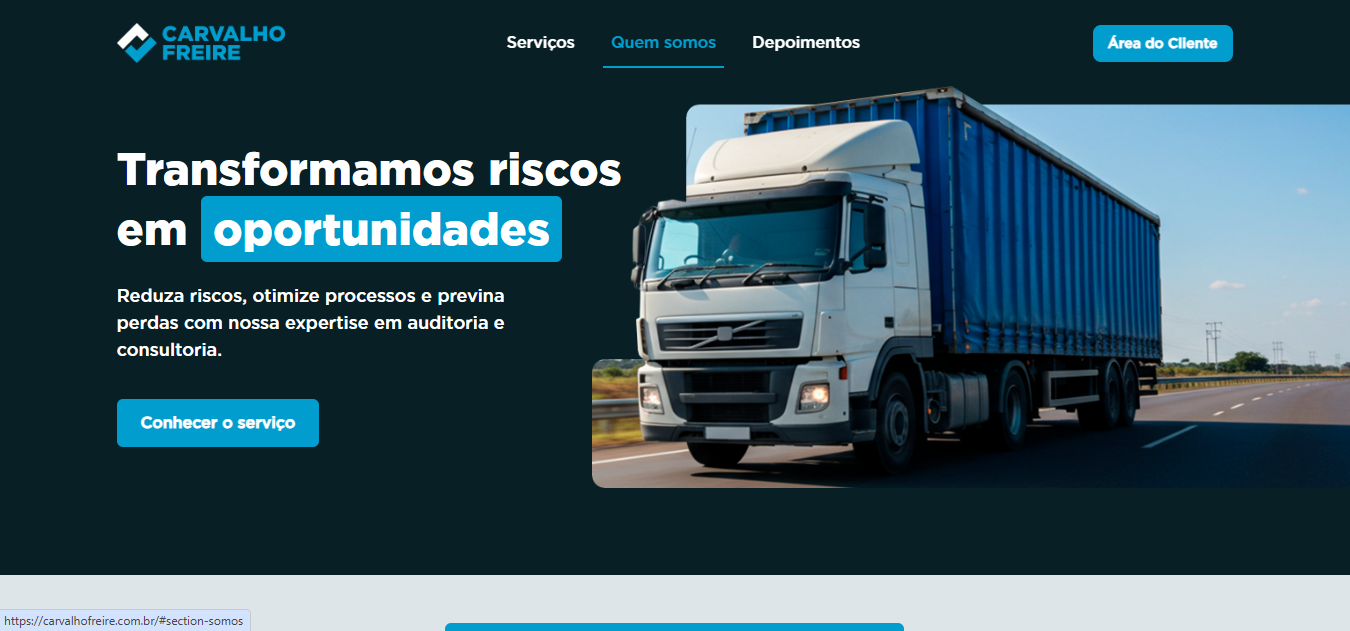 CARVALHO
FREIRE
Serviços
Quem somos
Depoimentos
Área do Cliente
Transformamos riscos
em oportunidades
Reduza riscos, otimize processos e previna
perdas com nossa expertise em auditoria e
consultoria.
Conhecer o serviço
https://carvalhofreire.com.br/#section-somos